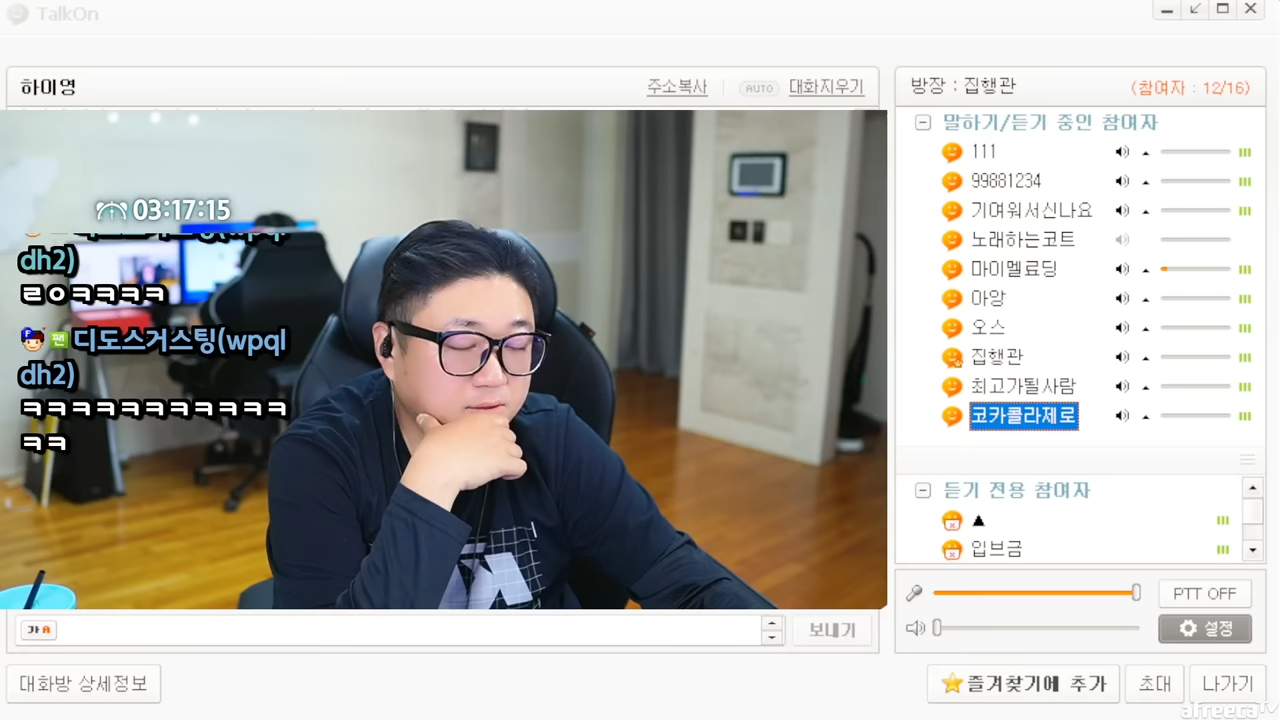 TalkOn
하미영
주소복사
AUTO
대화지우기
방장 : 집행관
(참여자 : 12/16)
말하기/듣기 중인 참여자
111
99881234
기여워서신나요
노래하는코트
마이멜료딩
아앙
오스
집행관
최고가될사람
코카콜라제로
듣기 전용 참여자
▲
입브금
03:17:15
dh2)
ㄹㅇㅋㅋㅋㅋ
F 팬 디도스거스팅(wpql
dh2)
ㅋㅋㅋㅋㅋㅋㅋㅋㅋㅋㅋ
ㅋㅋ
가A
보내기
PTT OFF
설정
대화방 상세정보
즐겨찾기에 추가
초대
나가기
afreecaTV